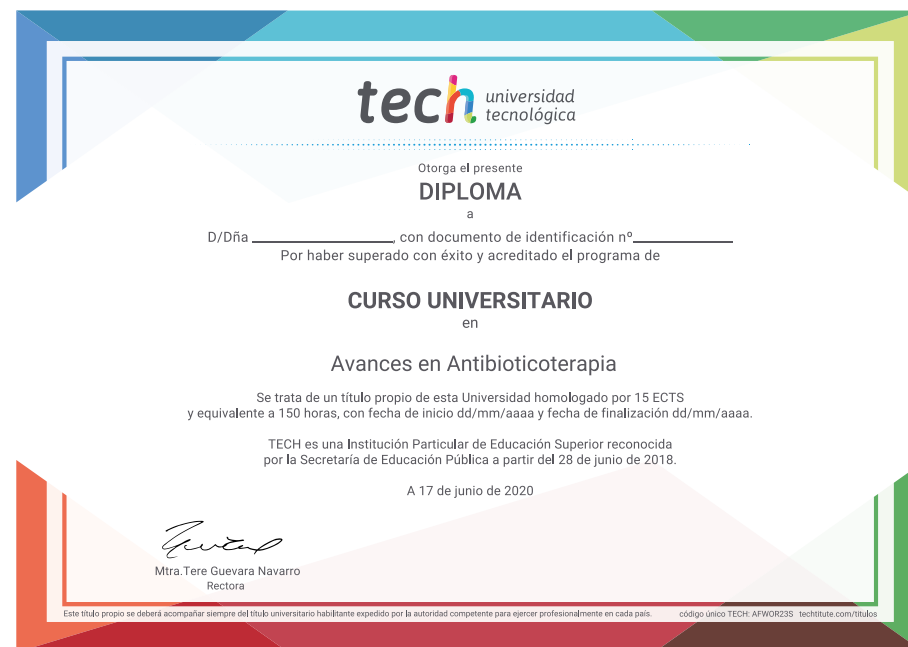 tech universidad
tecnológica
Otorga el presente
DIPLOMA
a
D/Dña ____________________, con documento de identificación nº______________
Por haber superado con éxito y acreditado el programa de
CURSO UNIVERSITARIO
en
Avances en Antibioticoterapia
Se trata de un título propio de esta Universidad homologado por 15 ECTS
y equivalente a 150 horas, con fecha de inicio dd/mm/aaaa y fecha de finalización dd/mm/aaaa.
TECH es una Institución Particular de Educación Superior reconocida
por la Secretaría de Educación Pública a partir del 28 de junio de 2018.
A 17 de junio de 2020
Mtra.Tere Guevara Navarro
Rectora
Este título propio se deberá acompañar siempre del título universitario habilitante expedido por la autoridad competente para ejercer profesionalmente en cada país. código único TECH: AFWOR23S techtitute.com/titulos